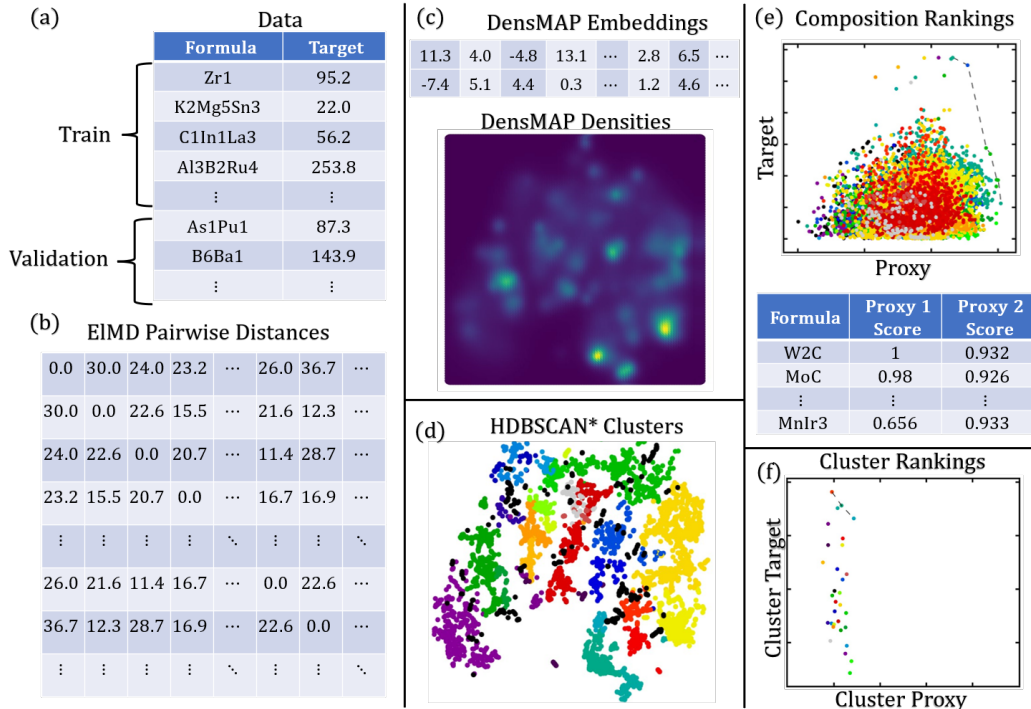 (a)
Data
Formula Target
Zr1 95.2
K2Mg5Sn3 22.0
C1In1La3 56.2
Al3B2Ru4 253.8
⋮ ⋮
As1Pu1 87.3
B6Ba1 143.9
⋮ ⋮
Train
Validation
(b)
ElMD Pairwise Distances
0.0 30.0 24.0 23.2 ⋯ 26.0 36.7 ⋯
30.0 0.0 22.6 15.5 ⋯ 21.6 12.3 ⋯
24.0 22.6 0.0 20.7 ⋯ 11.4 28.7 ⋯
23.2 15.5 20.7 0.0 ⋯ 16.7 16.9 ⋯
⋮ ⋮ ⋮ ⋮ ⋱ ⋮ ⋮ ⋱
26.0 21.6 11.4 16.7 ⋯ 0.0 22.6 ⋯
36.7 12.3 28.7 16.9 ⋯ 22.6 0.0 ⋯
⋮ ⋮ ⋮ ⋮ ⋱ ⋮ ⋮ ⋱
(c)
DensMAP Embeddings
11.3 4.0 -4.8 13.1 ⋯ 2.8 6.5 ⋯
-7.4 5.1 4.4 0.3 ⋯ 1.2 4.6 ⋯
DensMAP Densities
(d)
HDBSCAN* Clusters
(e)
Composition Rankings
Target
Proxy
Formula Proxy 1 Score Proxy 2 Score
W2C 1 0.932
MoC 0.98 0.926
⋮ ⋮ ⋮
MnIr3 0.656 0.933
(f)
Cluster Rankings
Cluster Target
Cluster Proxy